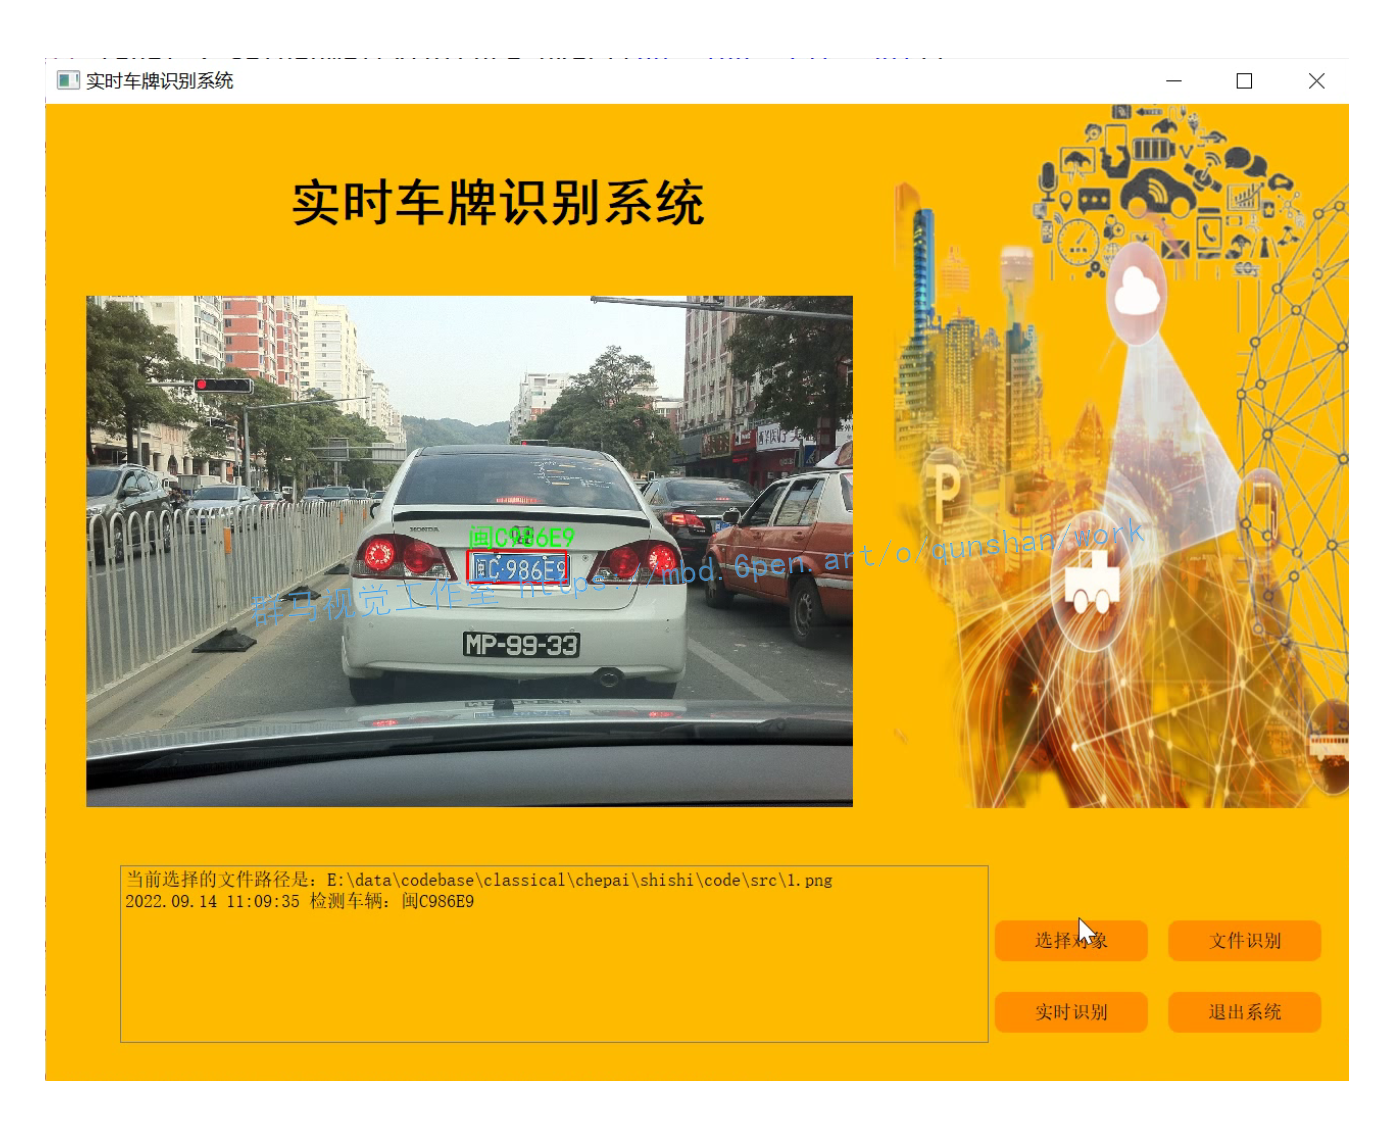 实时车牌识别系统
实时车牌识别系统
HONDA
闽C986E9
闽C·986E9
群马视觉工作室 https://mbd.6pen.art/o/qunshan/work
MP-99-33
P
当前选择的文件路径是: E:\data\codebase\classical\chepai\shishi\code\src\1.png
2022.09.14 11:09:35 检测车辆: 闽C986E9
选择对象
文件识别
实时识别
退出系统